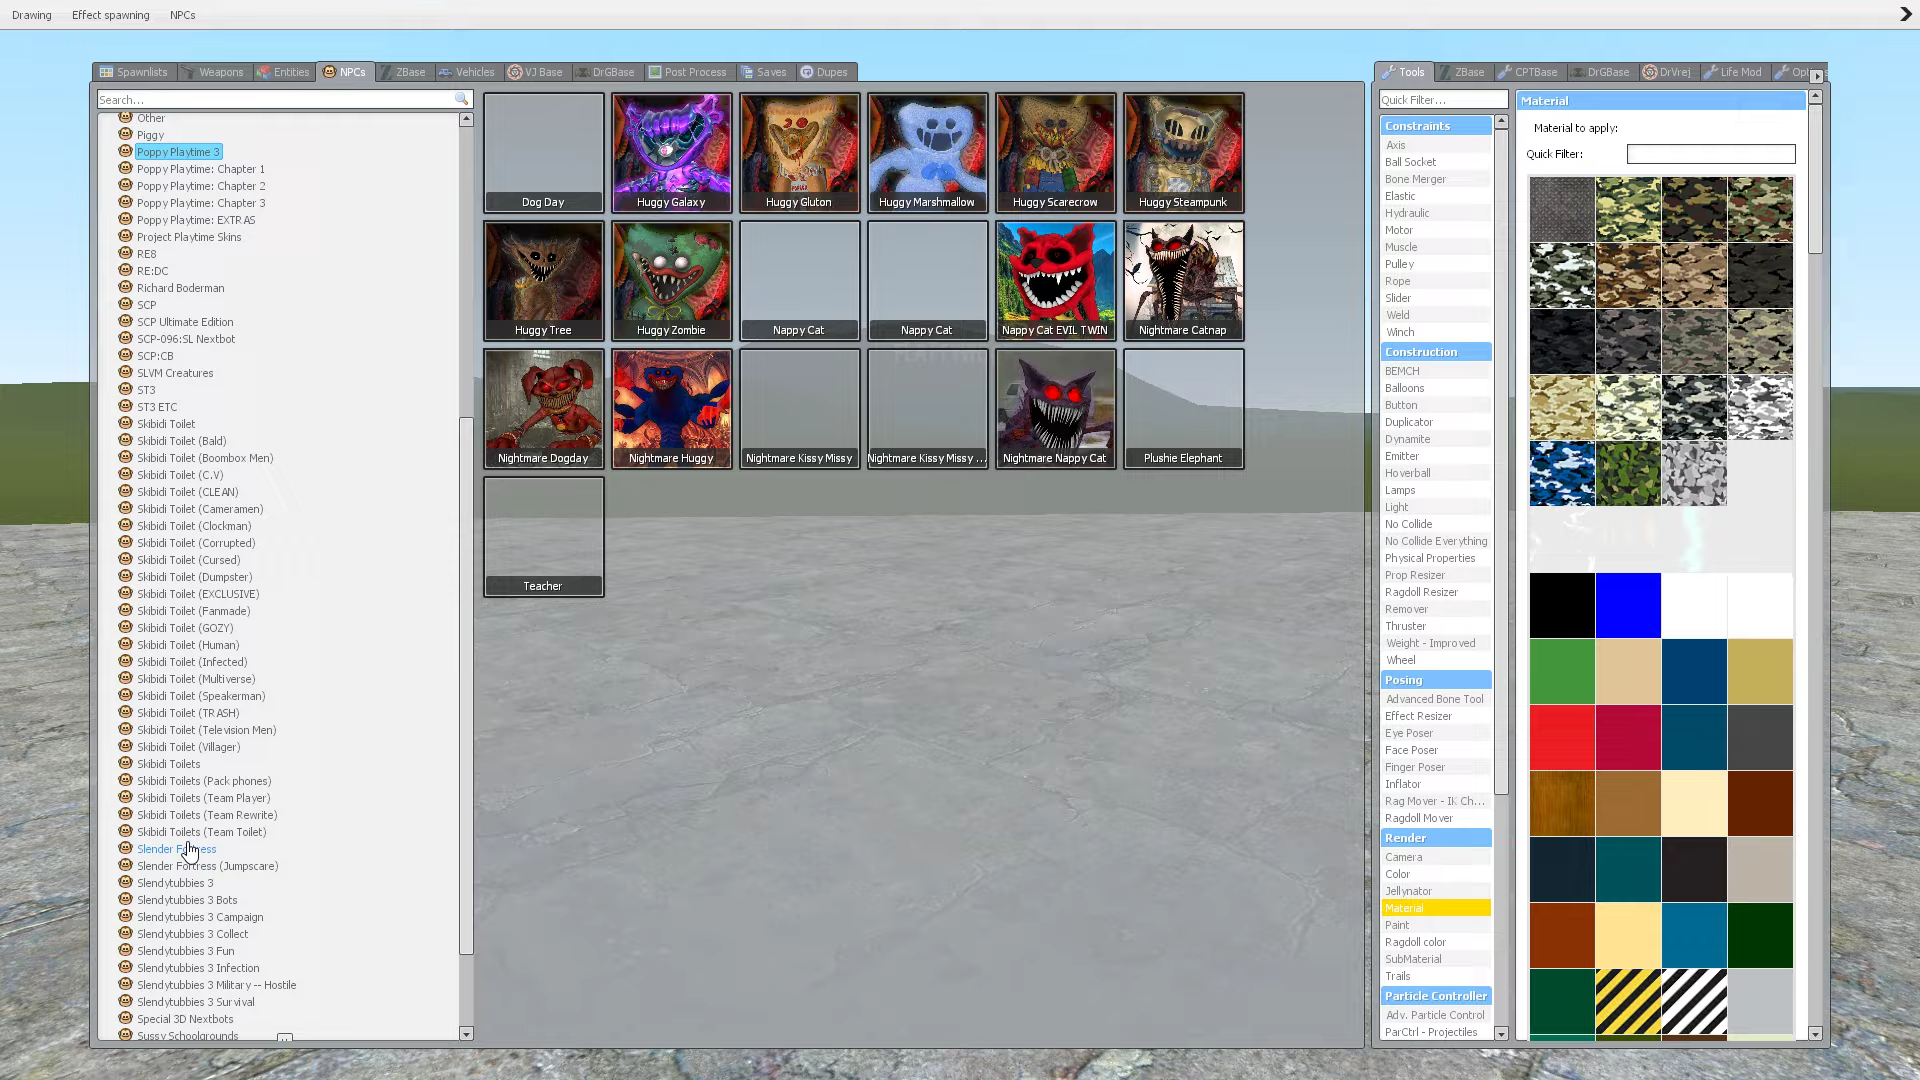 Drawing
Effect spawning
NPCs
Spawnlists
Weapons
Entities
NPCs
ZBase
Vehicles
VJ Base
DrGBase
Post Process
Saves
Dupes
Search...
Other
Piggy
Poppy Playtime 3
Poppy Playtime: Chapter 1
Poppy Playtime: Chapter 2
Poppy Playtime: Chapter 3
Poppy Playtime: EXTRAS
Project Playtime Skins
RE8
RE:DC
Richard Boderman
SCP
SCP Ultimate Edition
SCP-096:SL Nextbot
SCP:CB
SLVM Creatures
ST3
ST3 ETC
Skibidi Toilet
Skibidi Toilet (Bald)
Skibidi Toilet (Boombox Men)
Skibidi Toilet (C.V)
Skibidi Toilet (CLEAN)
Skibidi Toilet (Cameramen)
Skibidi Toilet (Clockman)
Skibidi Toilet (Corrupted)
Skibidi Toilet (Cursed)
Skibidi Toilet (Dumpster)
Skibidi Toilet (EXCLUSIVE)
Skibidi Toilet (Fanmade)
Skibidi Toilet (GOZY)
Skibidi Toilet (Human)
Skibidi Toilet (Infected)
Skibidi Toilet (Multiverse)
Skibidi Toilet (Speakerman)
Skibidi Toilet (TRASH)
Skibidi Toilet (Television Men)
Skibidi Toilet (Villager)
Skibidi Toilets
Skibidi Toilets (Pack phones)
Skibidi Toilets (Team Player)
Skibidi Toilets (Team Rewrite)
Skibidi Toilets (Team Toilet)
Slender Fortress
Slender Fortress (Jumpscare)
Slendytubbies 3
Slendytubbies 3 Bots
Slendytubbies 3 Campaign
Slendytubbies 3 Collect
Slendytubbies 3 Fun
Slendytubbies 3 Infection
Slendytubbies 3 Military -- Hostile
Slendytubbies 3 Survival
Special 3D Nextbots
Sussy Schoolgrounds
Dog Day
Huggy Galaxy
Huggy Gluton
Huggy Marshmallow
Huggy Scarecrow
Huggy Steampunk
Huggy Tree
Huggy Zombie
Nappy Cat
Nappy Cat
Nappy Cat EVIL TWIN
Nightmare Catnap
Nightmare Dogday
Nightmare Huggy
Nightmare Kissy Missy
Nightmare Kissy Missy ...
Nightmare Nappy Cat
Plushie Elephant
Teacher
Tools
ZBase
CPTBase
DrGBase
DrVrej
Life Mod
Quick Filter...
Constraints
Axis
Ball Socket
Bone Merger
Elastic
Hydraulic
Motor
Muscle
Pulley
Rope
Slider
Weld
Winch
Construction
BEMCH
Balloons
Button
Duplicator
Dynamite
Emitter
Hoverball
Lamps
Light
No Collide
No Collide Everything
Physical Properties
Prop Resizer
Ragdoll Resizer
Remover
Thruster
Weight - Improved
Wheel
Posing
Advanced Bone Tool
Effect Resizer
Eye Poser
Face Poser
Finger Poser
Inflator
Rag Mover - IK Ch...
Ragdoll Mover
Render
Camera
Color
Jellynator
Material
Paint
Ragdoll color
SubMaterial
Trails
Particle Controller
Adv. Particle Control
ParCtrl - Projectiles
Material
Material to apply:
Quick Filter: